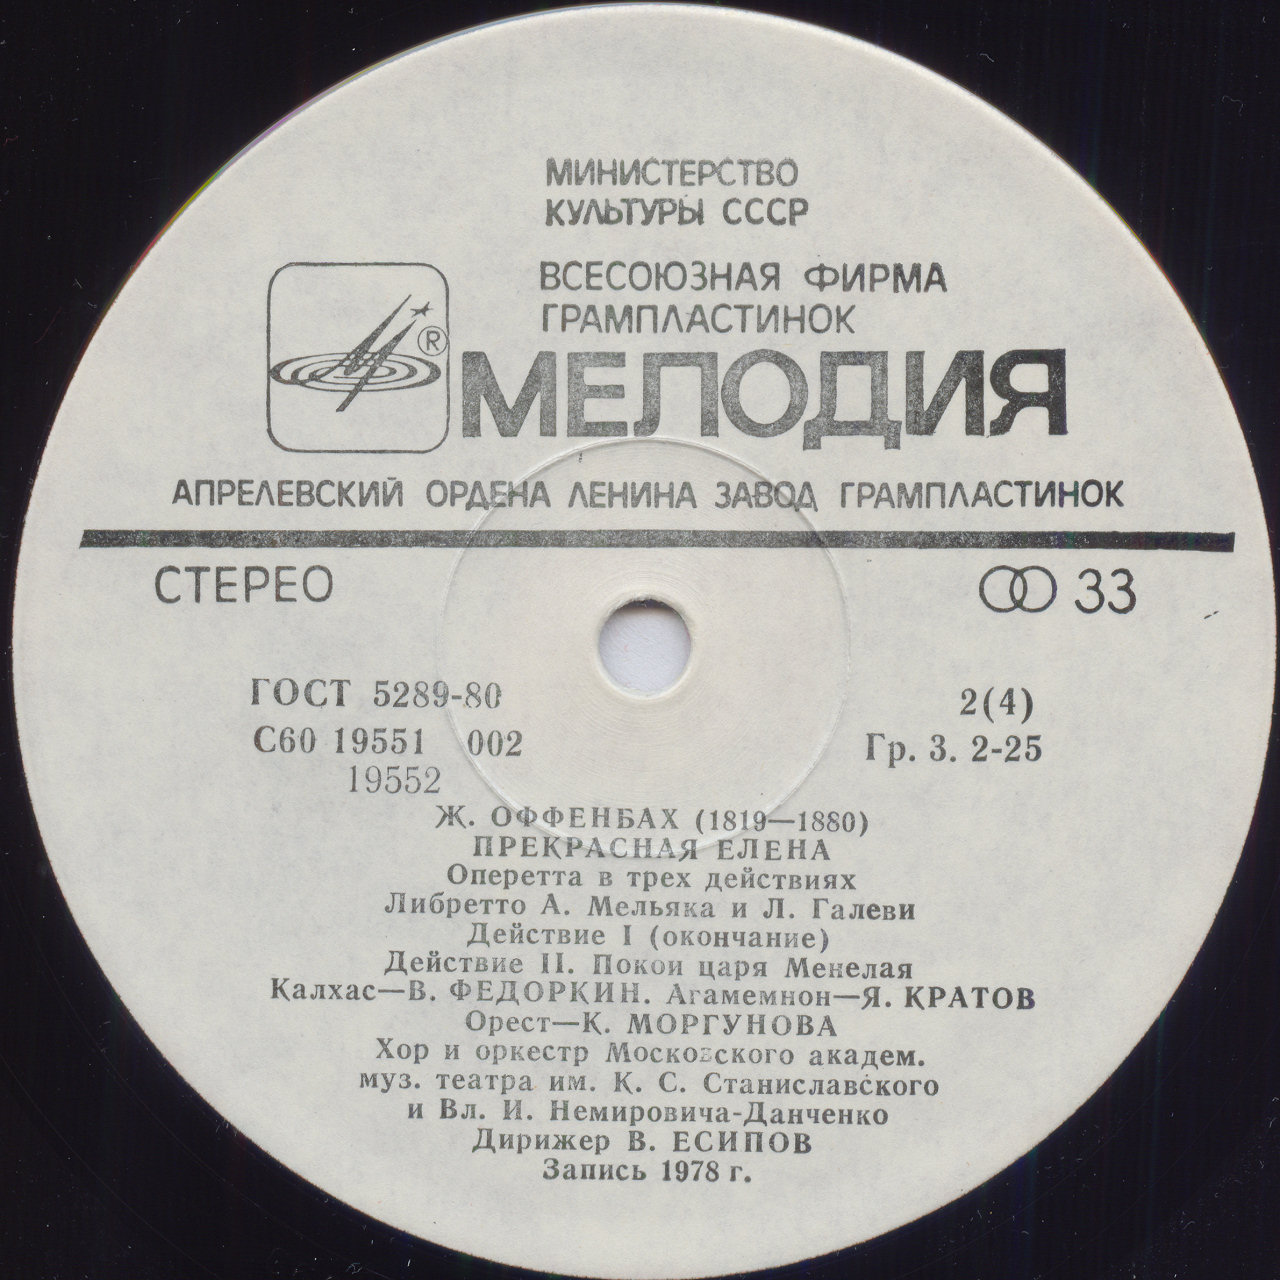 МИНИСТЕРСТВО
КУЛЬТУРЫ СССР
ВСЕСОЮЗНАЯ ФИРМА
ГРАМПЛАСТИНОК
®
МЕЛОДИЯ
АПРЕЛЕВСКИЙ ОРДЕНА ЛЕНИНА ЗАВОД ГРАМПЛАСТИНОК
СТЕРЕО
33
ГОСТ 5289-80
2(4)
С60 19551 002
Гр. 3. 2-25
19552
Ж. ОФФЕНБАХ (1819—1880)
ПРЕКРАСНАЯ ЕЛЕНА
Оперетта в трех действиях
Либретто А. Мельяка и Л. Галеви
Действие I (окончание)
Действие II. Покои царя Менелая
Калхас—В. ФЕДОРКИН. Агамемнон—Я. КРАТОВ
Орест—К. МОРГУНОВА
Хор и оркестр Московского академ.
муз. театра им. К. С. Станиславского
и Вл. И. Немировича-Данченко
Дирижер В. ЕСИПОВ
Запись 1978 г.